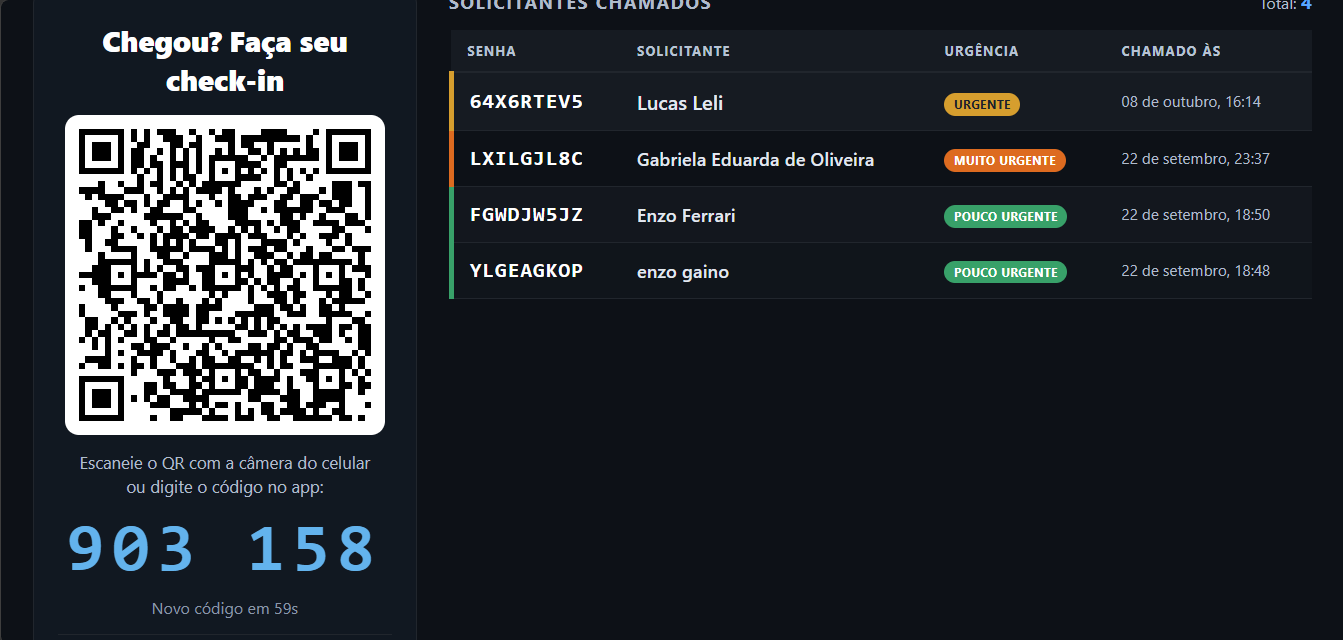 SOLICITANTES CHAMADOS
Total: 4
Chegou? Faça seu
check-in
Escaneie o QR com a câmera do celular
ou digite o código no app:
903 158
Novo código em 59s
SENHA SOLICITANTE URGÊNCIA CHAMADO ÀS
64X6RTEV5 Lucas Leli URGENTE 08 de outubro, 16:14
LXILGJL8C Gabriela Eduarda de Oliveira MUITO URGENTE 22 de setembro, 23:37
FGWDJW5JZ Enzo Ferrari POUCO URGENTE 22 de setembro, 18:50
YLGEAGKOP enzo gaino POUCO URGENTE 22 de setembro, 18:48